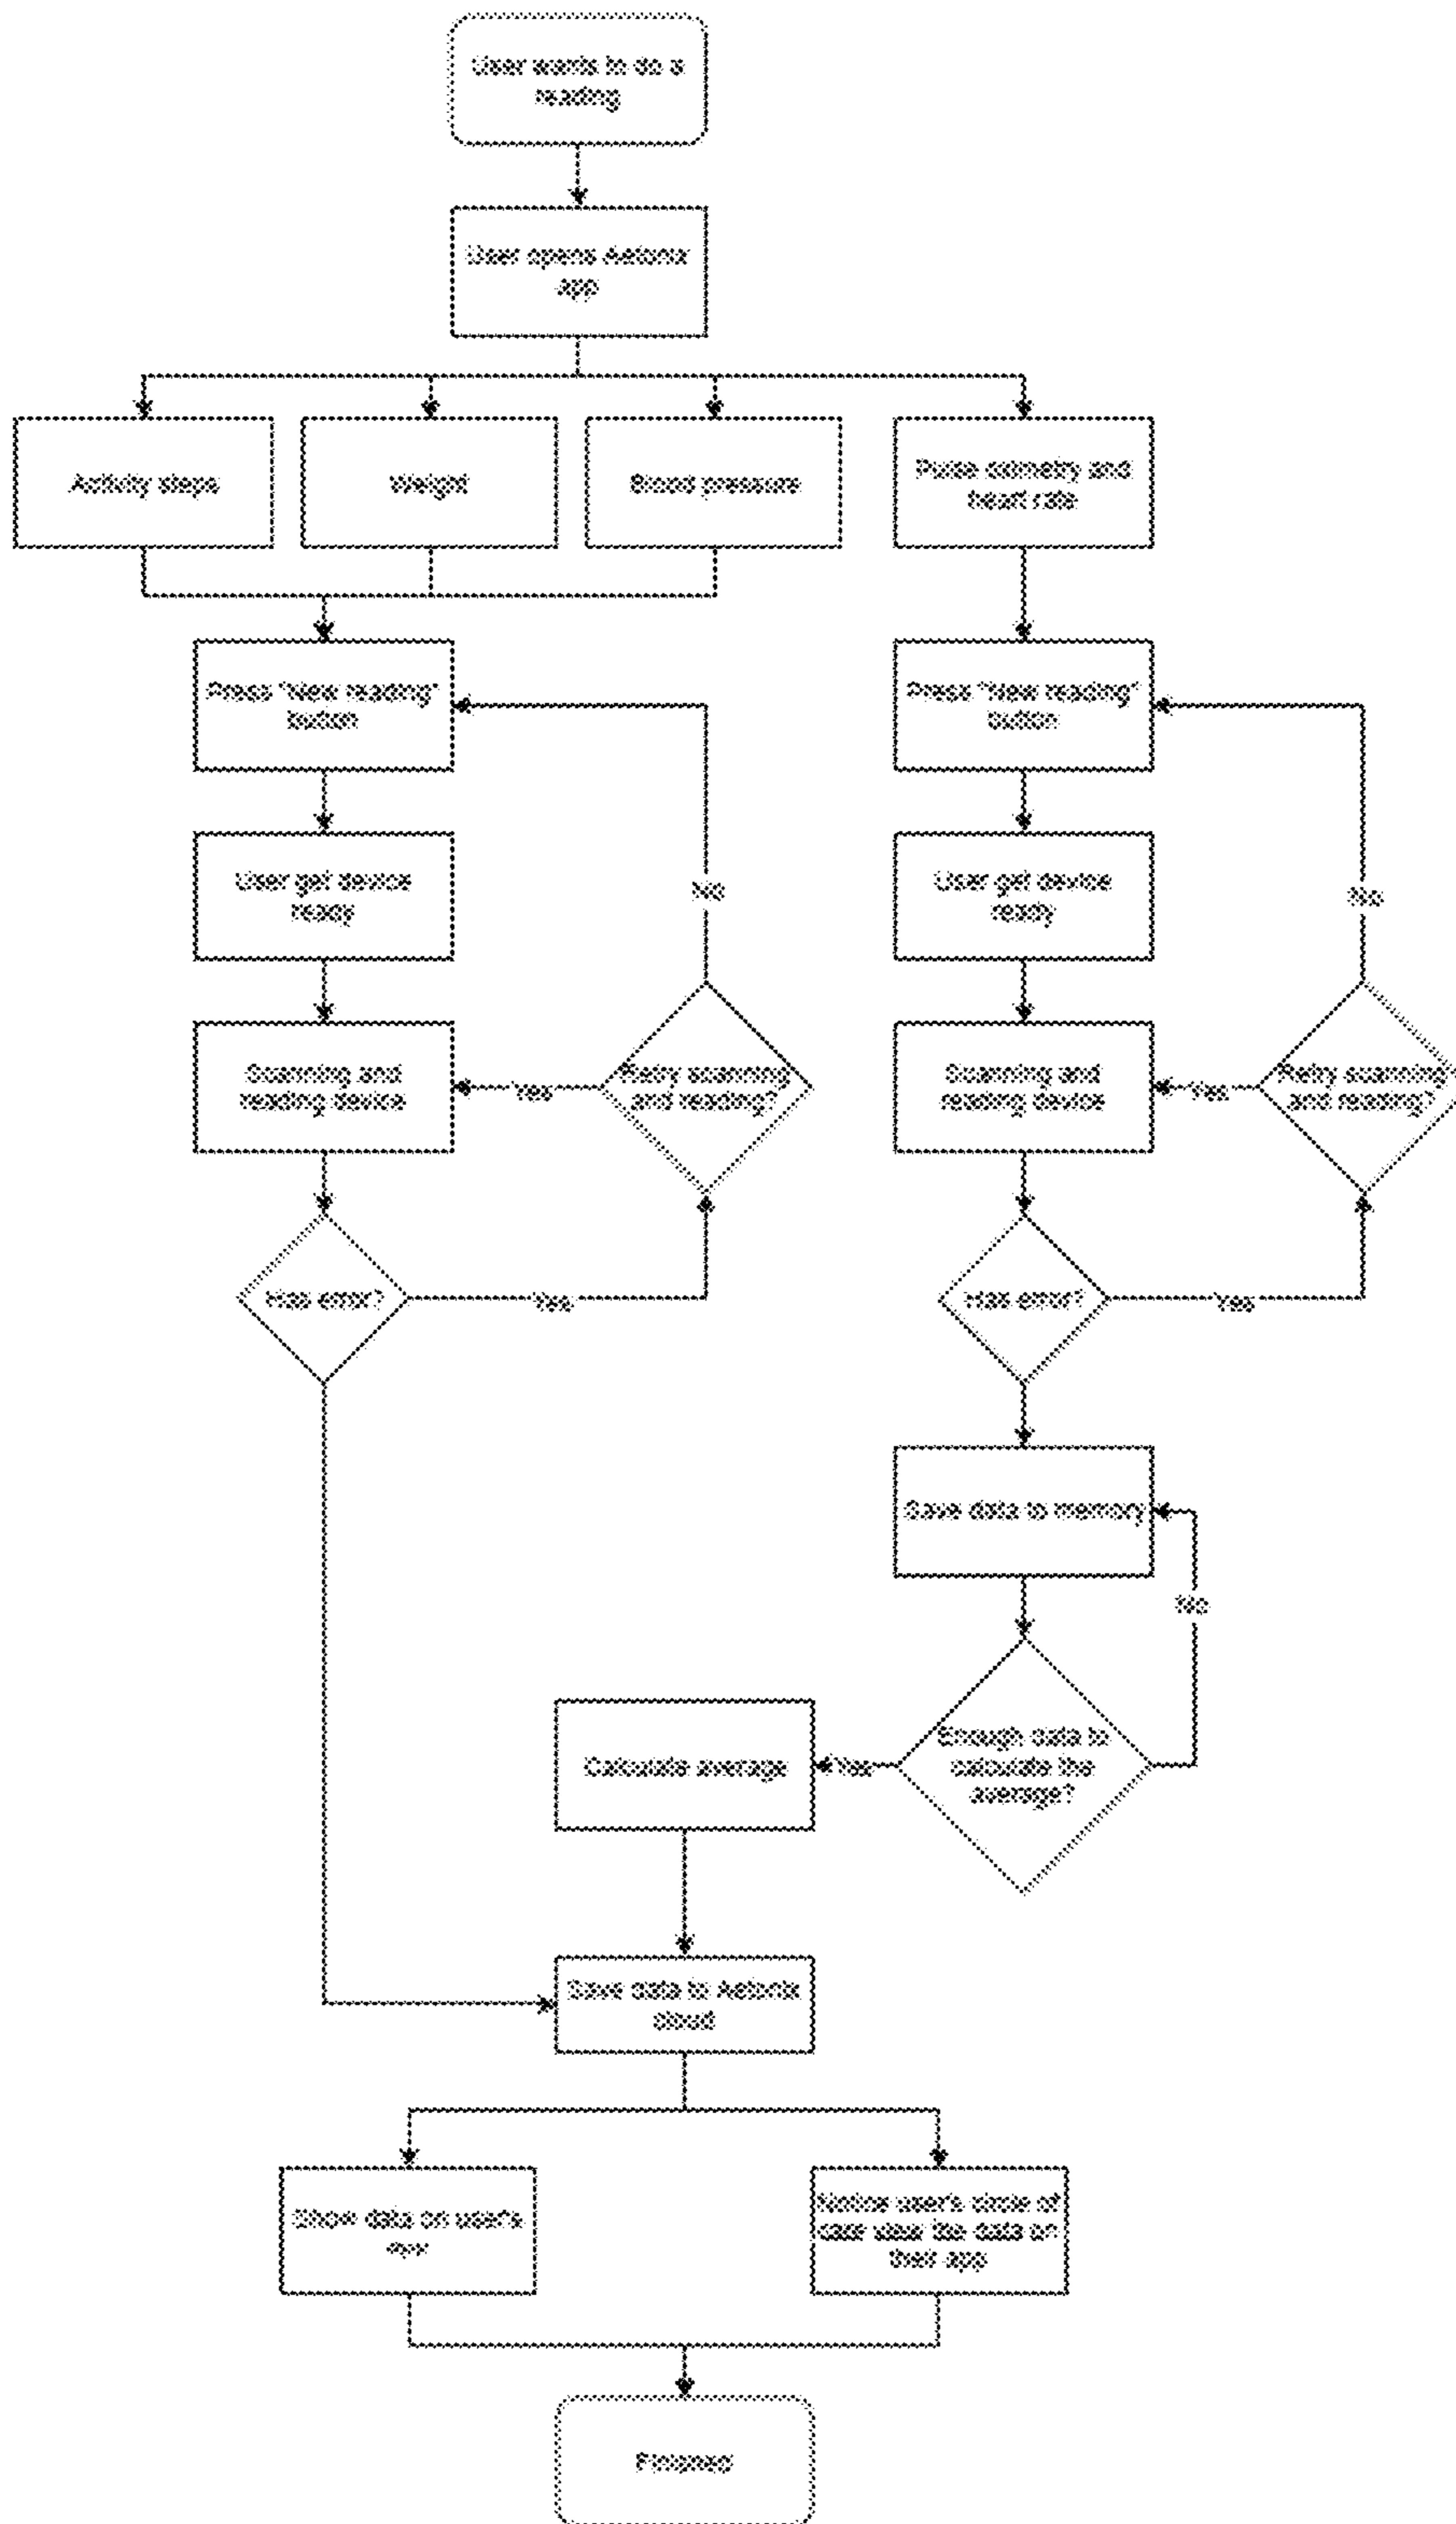 User wants to do a
reading
User opens Aetonix
app
Activity steps
Weight
Blood pressure
Pulse oximetry and
heart rate
Press "New reading"
button
Press "New reading"
button
User get device
ready
User get device
ready
No
No
Scanning and
reading device
Yes
Retry scanning
and reading?
Scanning and
reading device
Yes
Retry scanning
and reading?
Has error?
Yes
Has error?
Yes
Save data to memory
No
Calculate average
Yes
Enough data to
calculate the
average?
Save data to Aetonix
cloud
Show data on user's
app
user's circle of
care view the data on
their app
Finished